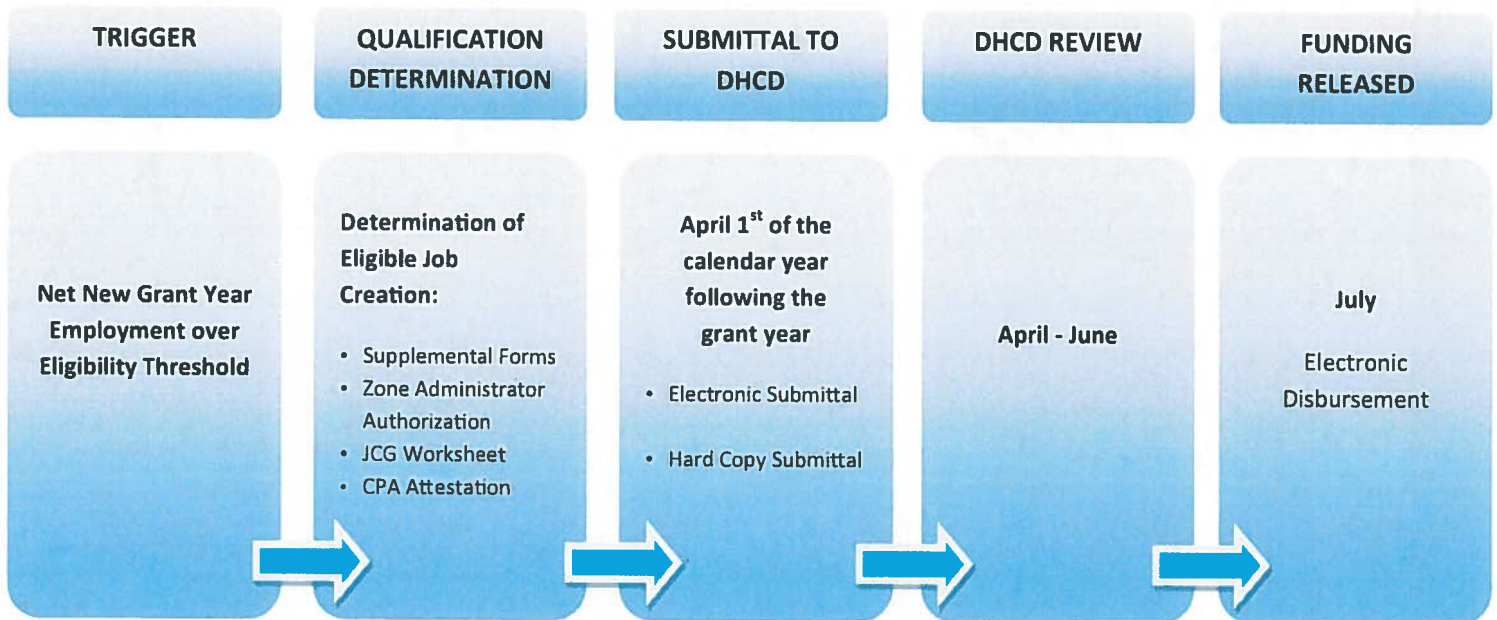 TRIGGER
QUALIFICATION
DETERMINATION
SUBMITTAL TO
DHCD
DHCD REVIEW
FUNDING
RELEASED
Net New Grant Year
Employment over
Eligibility Threshold
Determination of
Eligible Job
Creation:
• Supplemental Forms
• Zone Administrator
Authorization
• JCG Worksheet
• CPA Attestation
April 1st of the
calendar year
following the
grant year
• Electronic Submittal
• Hard Copy Submittal
April - June
July
Electronic
Disbursement